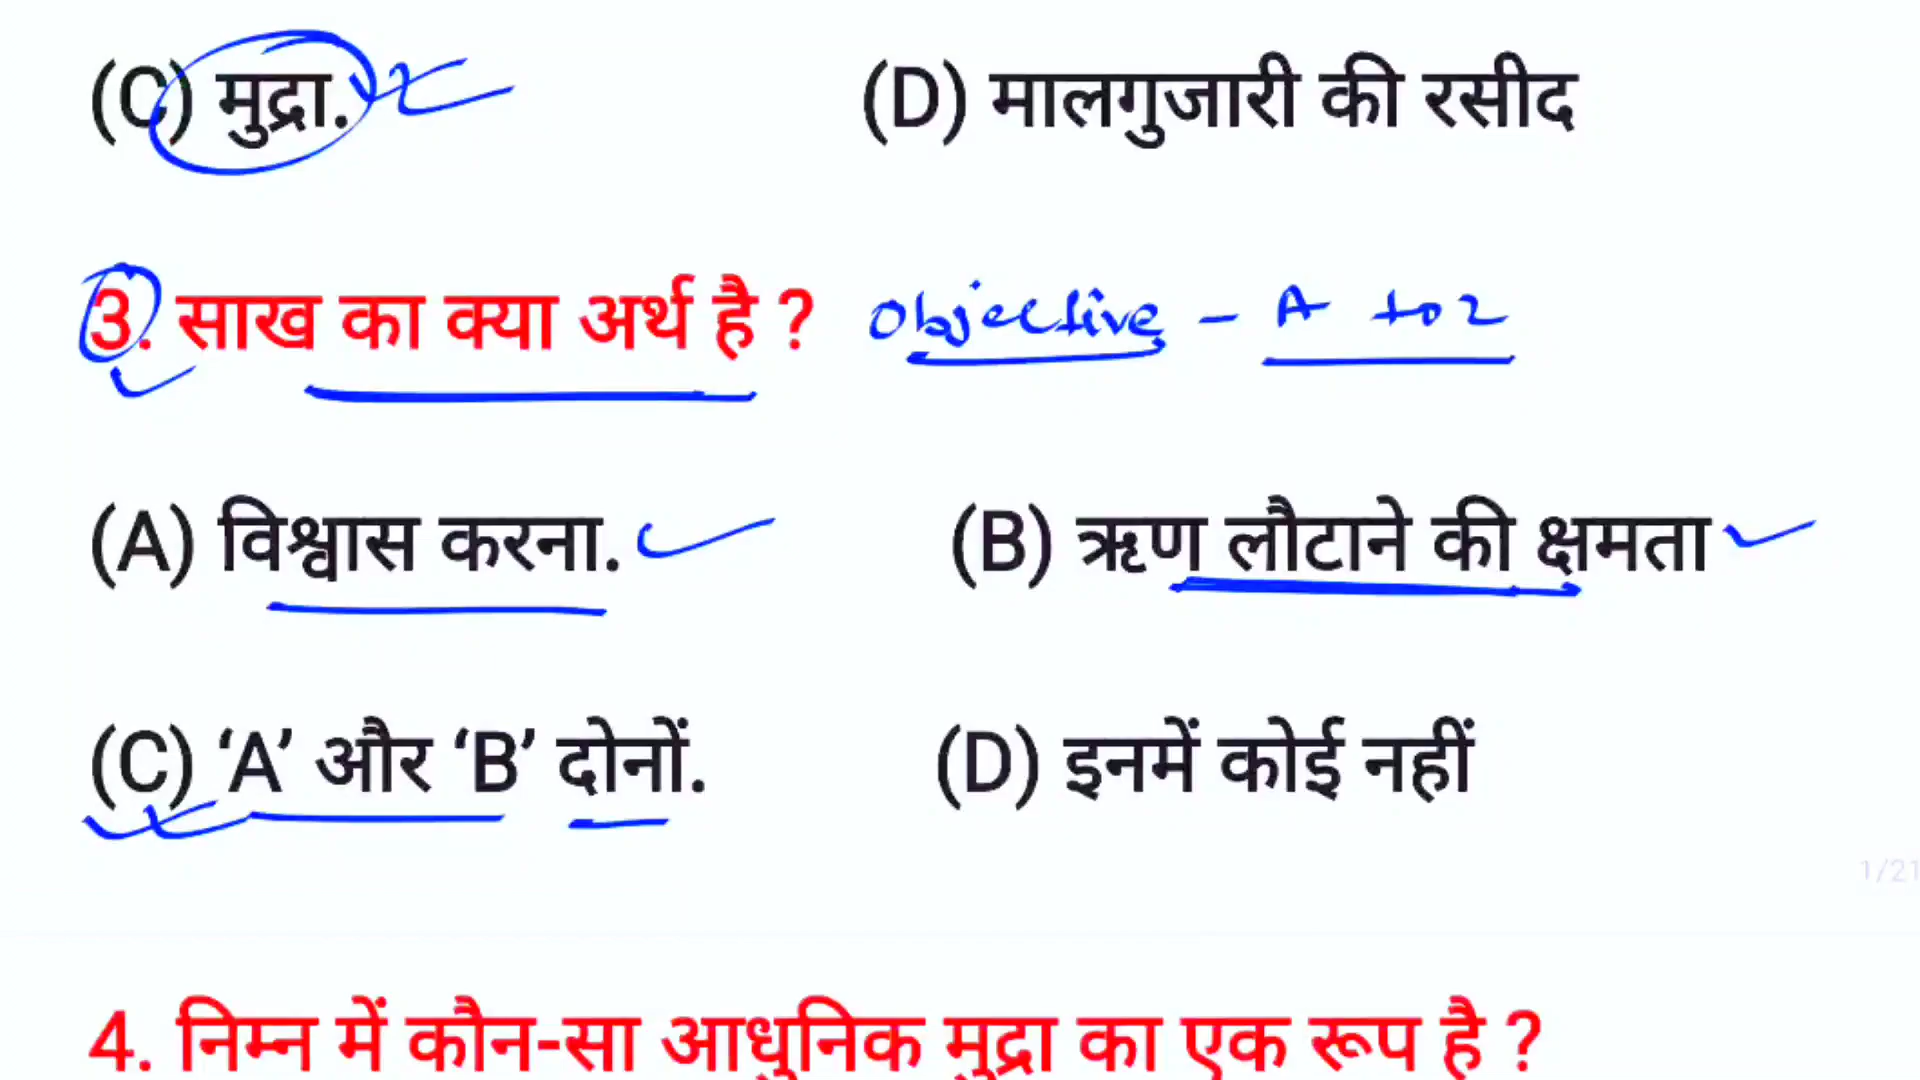 (C) मुद्रा. (D) मालगुजारी की रसीद
3. साख का क्या अर्थ है ? Objective - A to z
(A) विश्वास करना. (B) ऋण लौटाने की क्षमता
(C) ‘A’ और ‘B’ दोनों. (D) इनमें कोई नहीं
1/21
4. निम्न में कौन-सा आधुनिक मुद्रा का एक रूप है ?